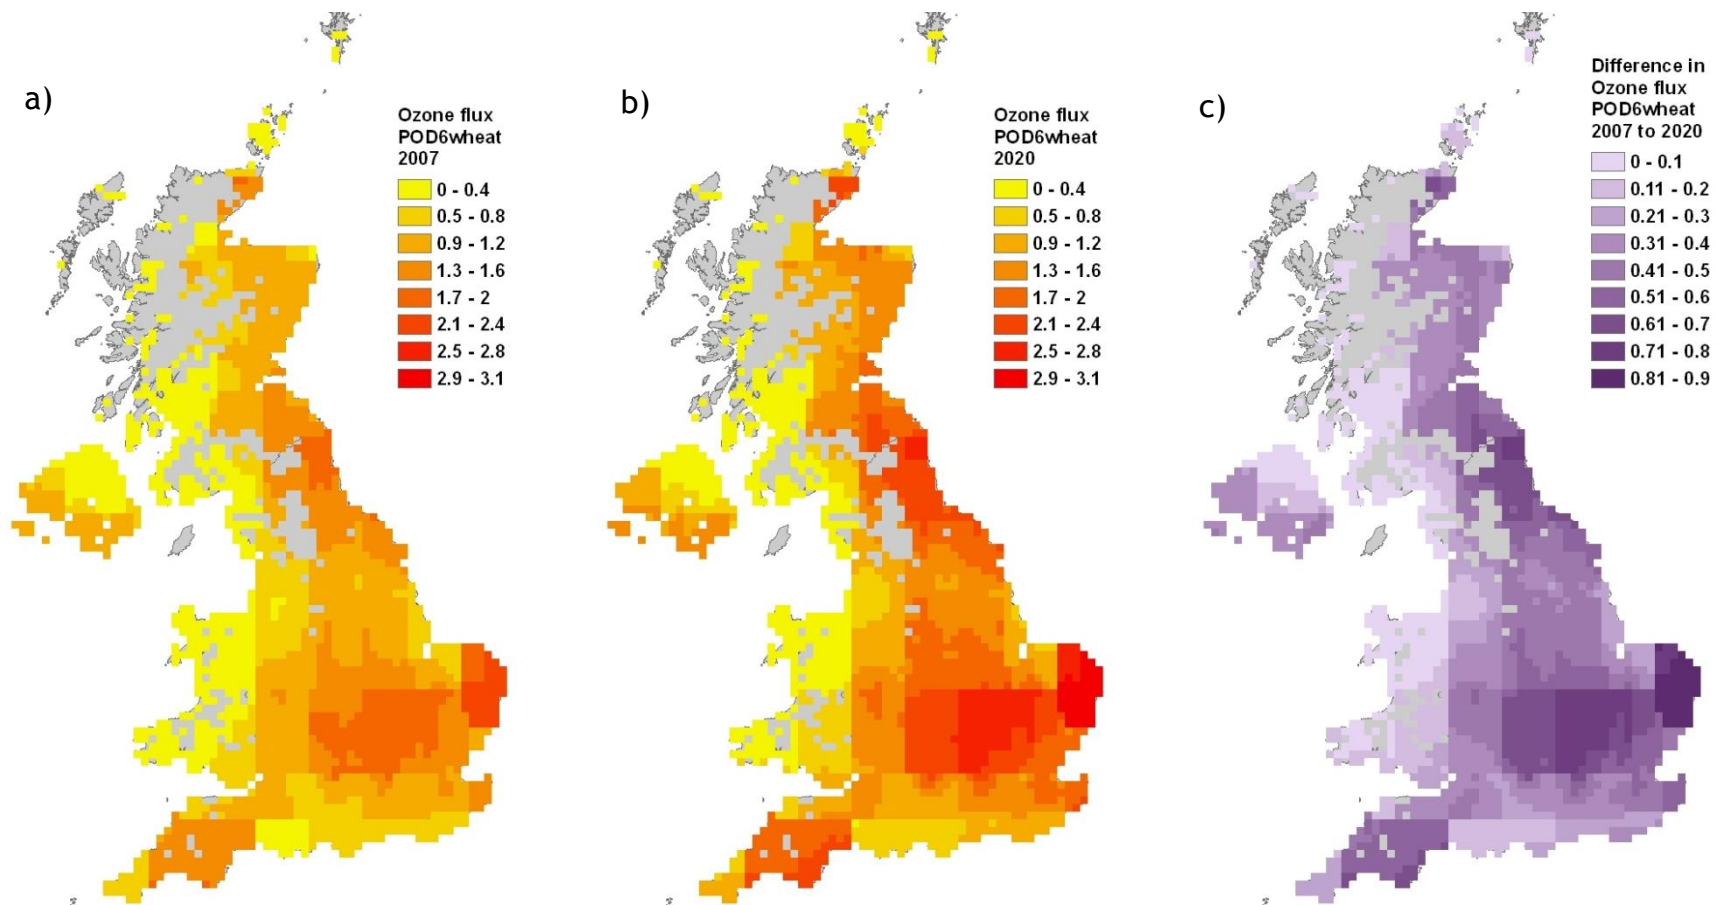 a)
Ozone flux
POD6wheat
2007
0 - 0.4
0.5 - 0.8
0.9 - 1.2
1.3 - 1.6
1.7 - 2
2.1 - 2.4
2.5 - 2.8
2.9 - 3.1
b)
Ozone flux
POD6wheat
2020
0 - 0.4
0.5 - 0.8
0.9 - 1.2
1.3 - 1.6
1.7 - 2
2.1 - 2.4
2.5 - 2.8
2.9 - 3.1
c)
Difference in
Ozone flux
POD6wheat
2007 to 2020
0 - 0.1
0.11 - 0.2
0.21 - 0.3
0.31 - 0.4
0.41 - 0.5
0.51 - 0.6
0.61 - 0.7
0.71 - 0.8
0.81 - 0.9